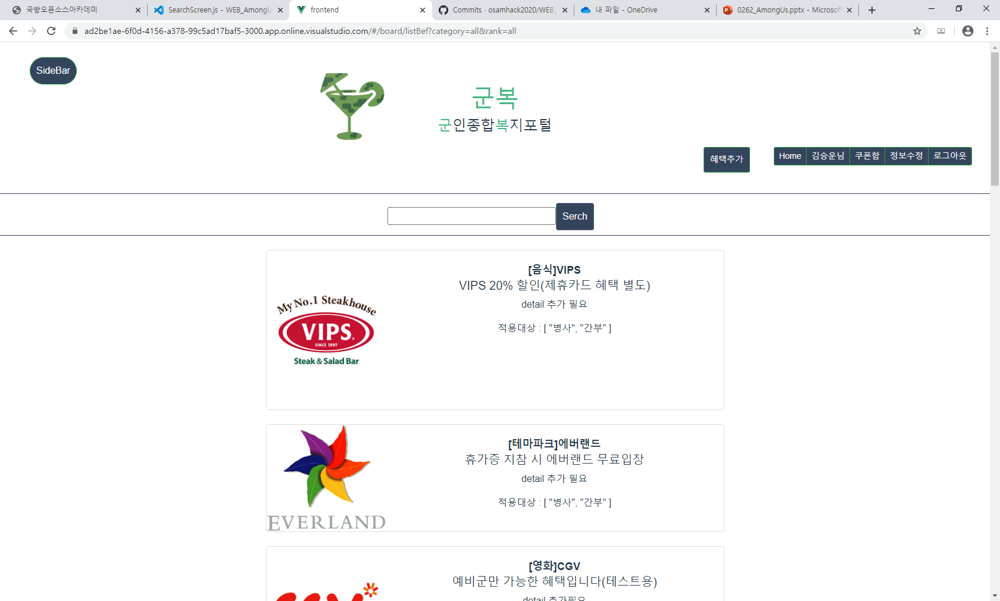 국방오픈소스아카데미
SearchScreen.js - WEB_AmongU
frontend
Commits · osamhack2020/WEB_
내 파일 - OneDrive
0262_AmongUs.pptx - Microsoft
ad2be1ae-6f0d-4156-a378-99c5ad17baf5-3000.app.online.visualstudio.com/#/board/listBef?category=all&rank=all
SideBar
군복
군인종합복지포털
혜택추가
Home
김승운님
쿠폰함
정보수정
로그아웃
Serch
My No.1 Steakhouse
VIPS
SINCE 1997
Steak & Salad Bar
[음식]VIPS
VIPS 20% 할인(제휴카드 혜택 별도)
detail 추가 필요
적용대상 : [ "병사", "간부" ]
EVERLAND
[테마파크]에버랜드
휴가증 지참 시 에버랜드 무료입장
detail 추가 필요
적용대상 : [ "병사", "간부" ]
CGV
[영화]CGV
예비군만 가능한 혜택입니다(테스트용)
detail 추가필요